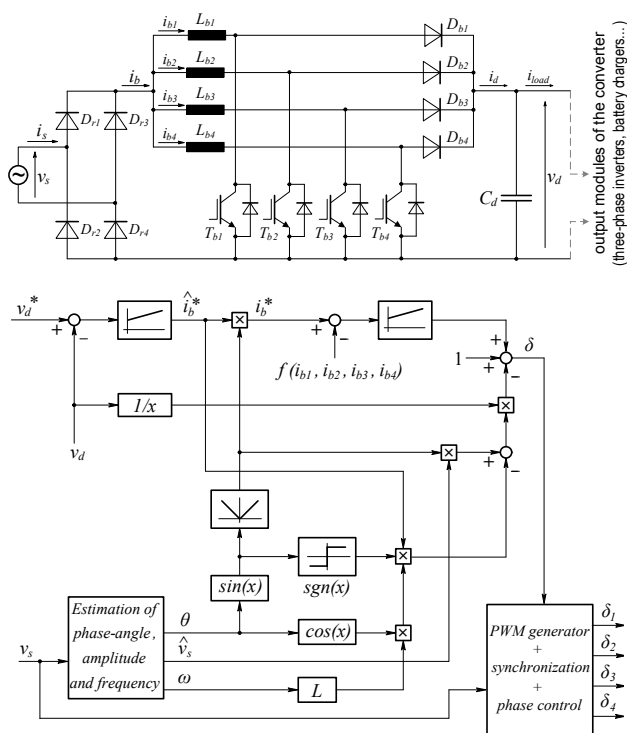 i_b1 L_b1 D_b1
i_b2 L_b2 D_b2
i_b i_b3 L_b3 D_b3 i_d i_load
i_s D_r1 D_r3 i_b4 L_b4 D_b4
v_s
D_r2 D_r4 T_b1 T_b2 T_b3 T_b4 C_d v_d
output modules of the converter
(three-phase inverters, battery chargers...)
v_d* + − î_b* × i_b* + −
f (i_b1 , i_b2 , i_b3 , i_b4)
1 + + − δ
1/x ×
v_d
× + −
sin(x) sgn(x) ×
v_s
Estimation of
phase-angle,
amplitude
and frequency
θ cos(x) ×
v̂_s
ω L
PWM generator
+
synchronization
+
phase control
δ_1
δ_2
δ_3
δ_4